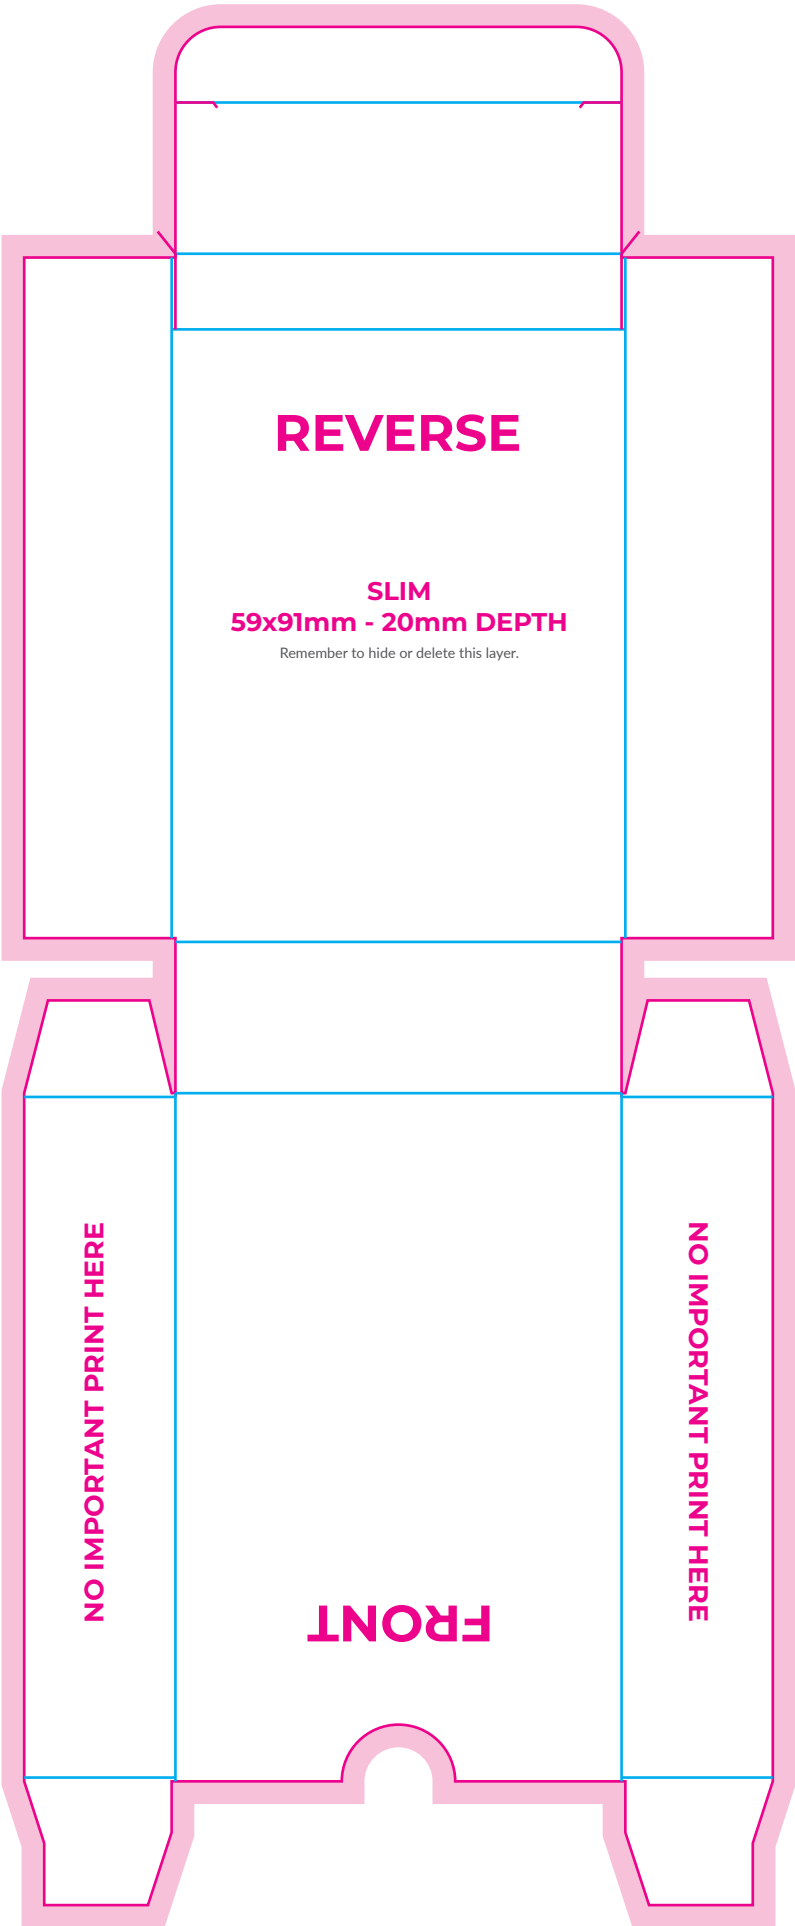 REVERSE
SLIM
59x91mm - 20mm DEPTH
Remember to hide or delete this layer.
NO IMPORTANT PRINT HERE
NO IMPORTANT PRINT HERE
FRONT